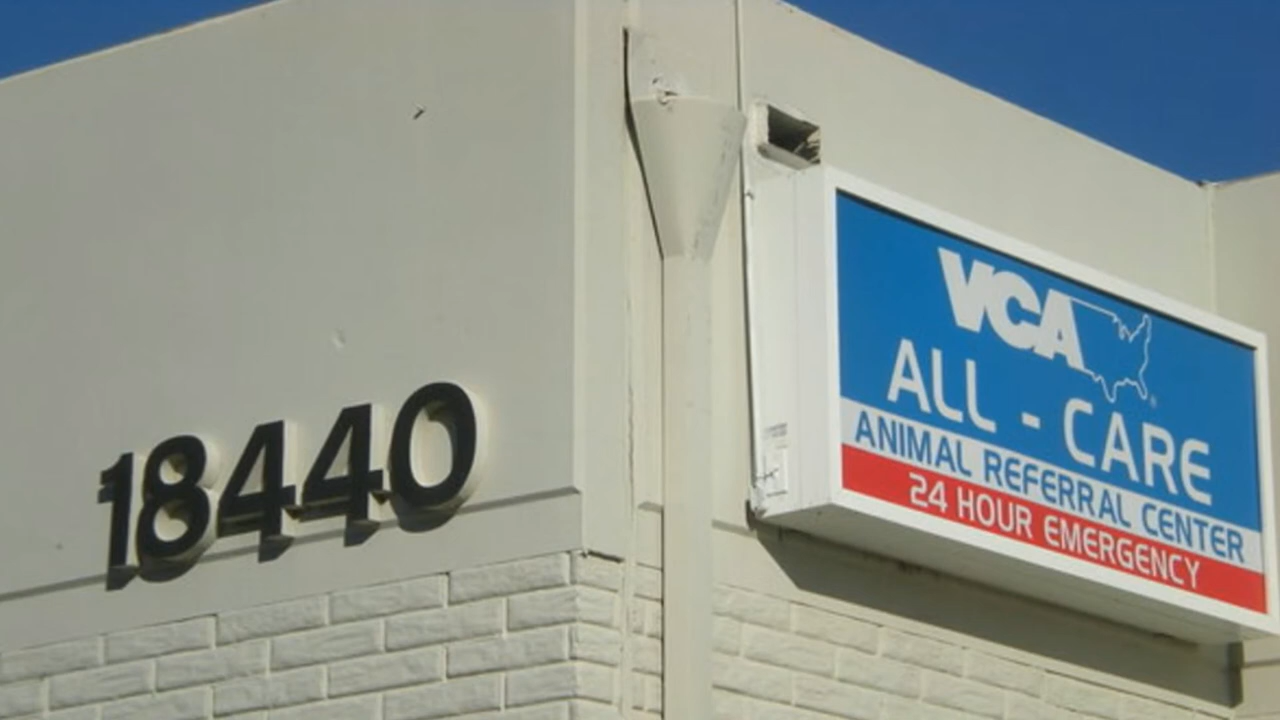 18440
VCA
ALL - CARE
ANIMAL REFERRAL CENTER
24 HOUR EMERGENCY